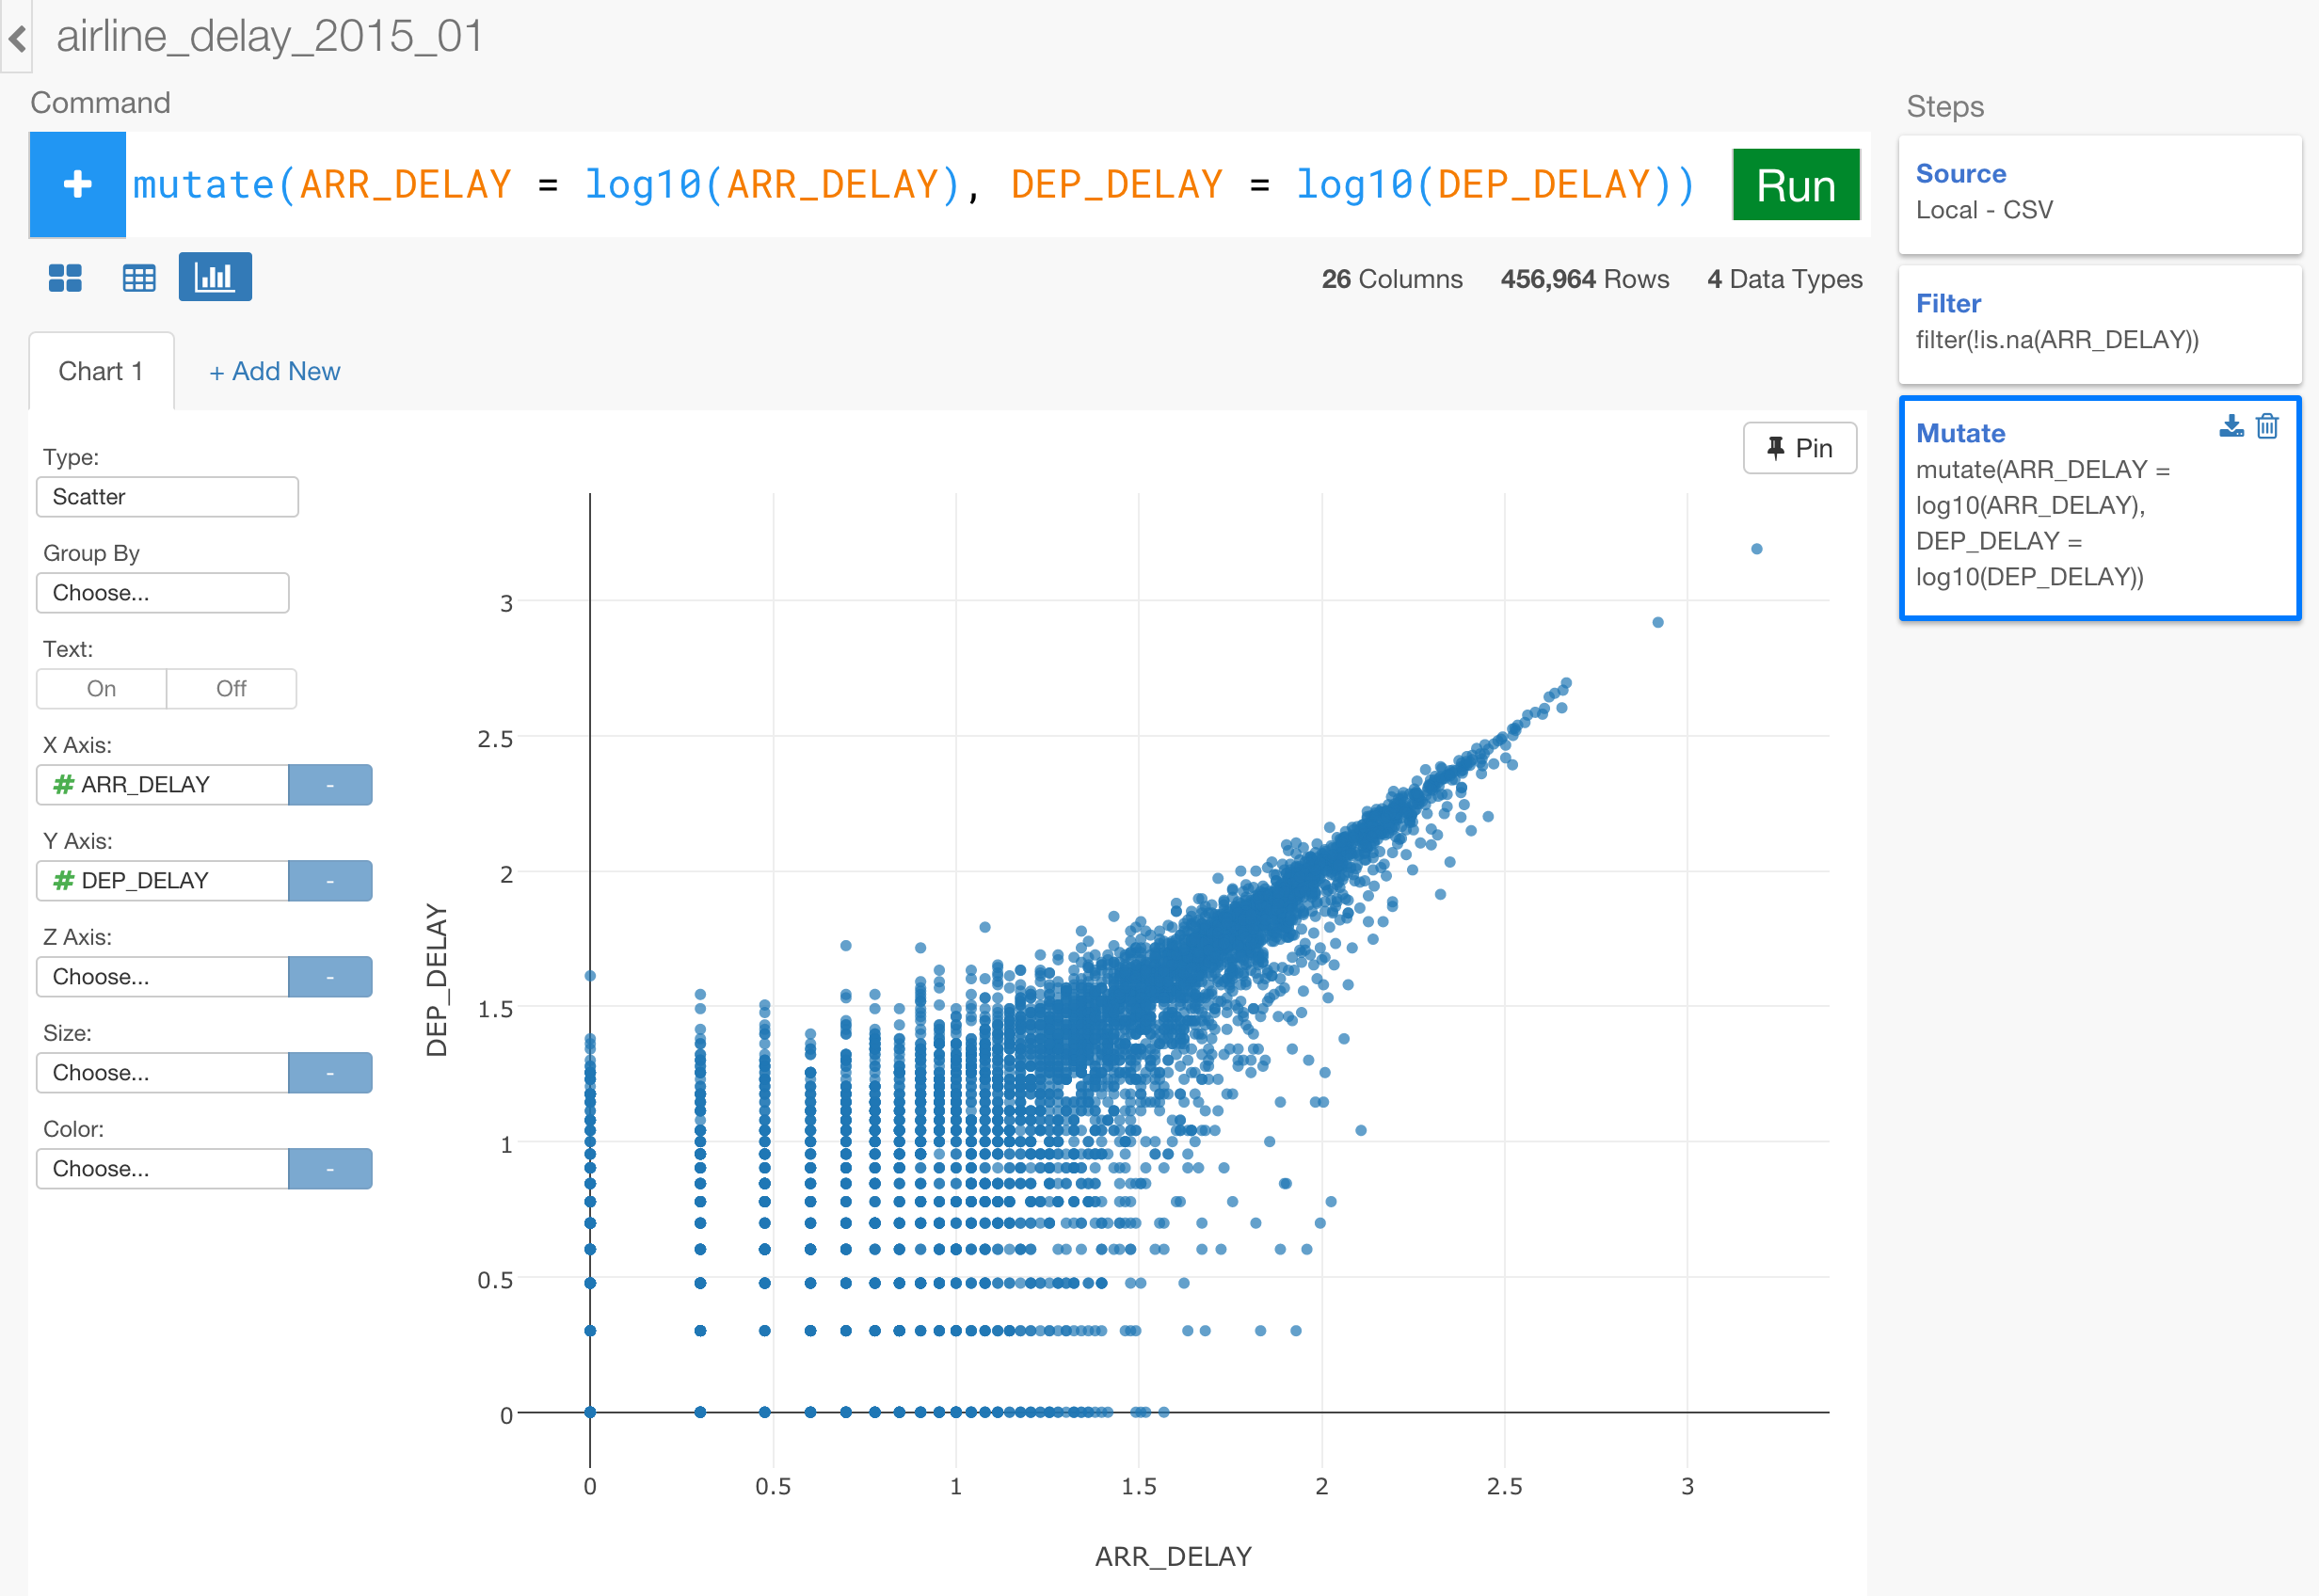 airline_delay_2015_01
Command
mutate(ARR_DELAY = log10(ARR_DELAY), DEP_DELAY = log10(DEP_DELAY))
Run
26 Columns 456,964 Rows 4 Data Types
Chart 1
+ Add New
Pin
Type:
Scatter
Group By
Choose...
Text:
On Off
X Axis:
# ARR_DELAY -
Y Axis:
# DEP_DELAY -
Z Axis:
Choose... -
Size:
Choose... -
Color:
Choose... -
DEP_DELAY
3
2.5
2
1.5
1
0.5
0
0 0.5 1 1.5 2 2.5 3
ARR_DELAY
Steps
Source
Local - CSV
Filter
filter(!is.na(ARR_DELAY))
Mutate
mutate(ARR_DELAY =
log10(ARR_DELAY),
DEP_DELAY =
log10(DEP_DELAY))